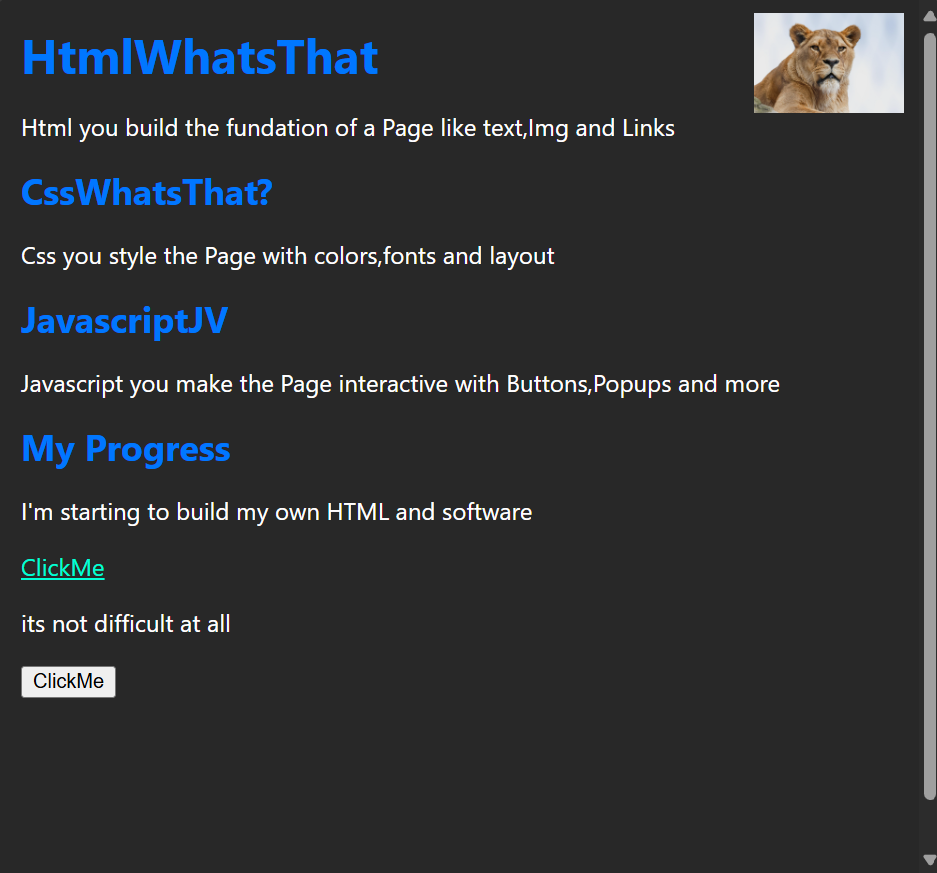 HtmlWhatsThat
Html you build the fundation of a Page like text,Img and Links
CssWhatsThat?
Css you style the Page with colors,fonts and layout
JavascriptJV
Javascript you make the Page interactive with Buttons,Popups and more
My Progress
I'm starting to build my own HTML and software
ClickMe
its not difficult at all
ClickMe